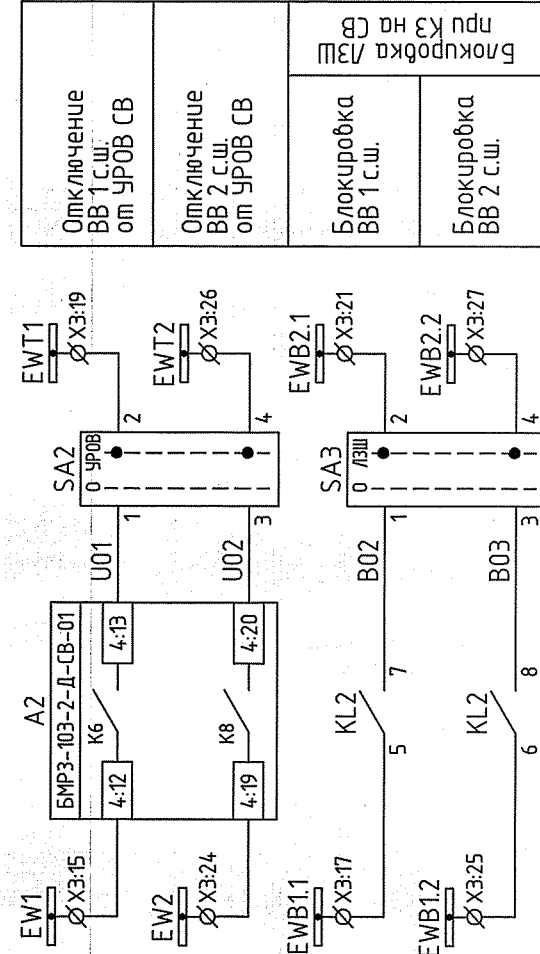 Отключение
ВВ 1 с.ш.
от УРОВ СВ
Отключение
ВВ 2 с.ш.
от УРОВ СВ
Блокировка
ВВ 1 с.ш.
Блокировка
ВВ 2 с.ш.
Блокировка ЛЗШ
при КЗ на СВ
EWT1
X3:19
EWT2
X3:26
EWB2.1
X3:21
EWB2.2
X3:27
SA2
0 УРОВ
2
4
1
3
SA3
0 ЛЗШ
2
4
1
3
U01
U02
B02
B03
A2
БМРЗ-103-2-Д-СВ-01
4:12
K6
4:13
4:19
K8
4:20
KL2
5
7
KL2
6
8
EW1
X3:15
EW2
X3:24
EWB1.1
X3:17
EWB1.2
X3:25